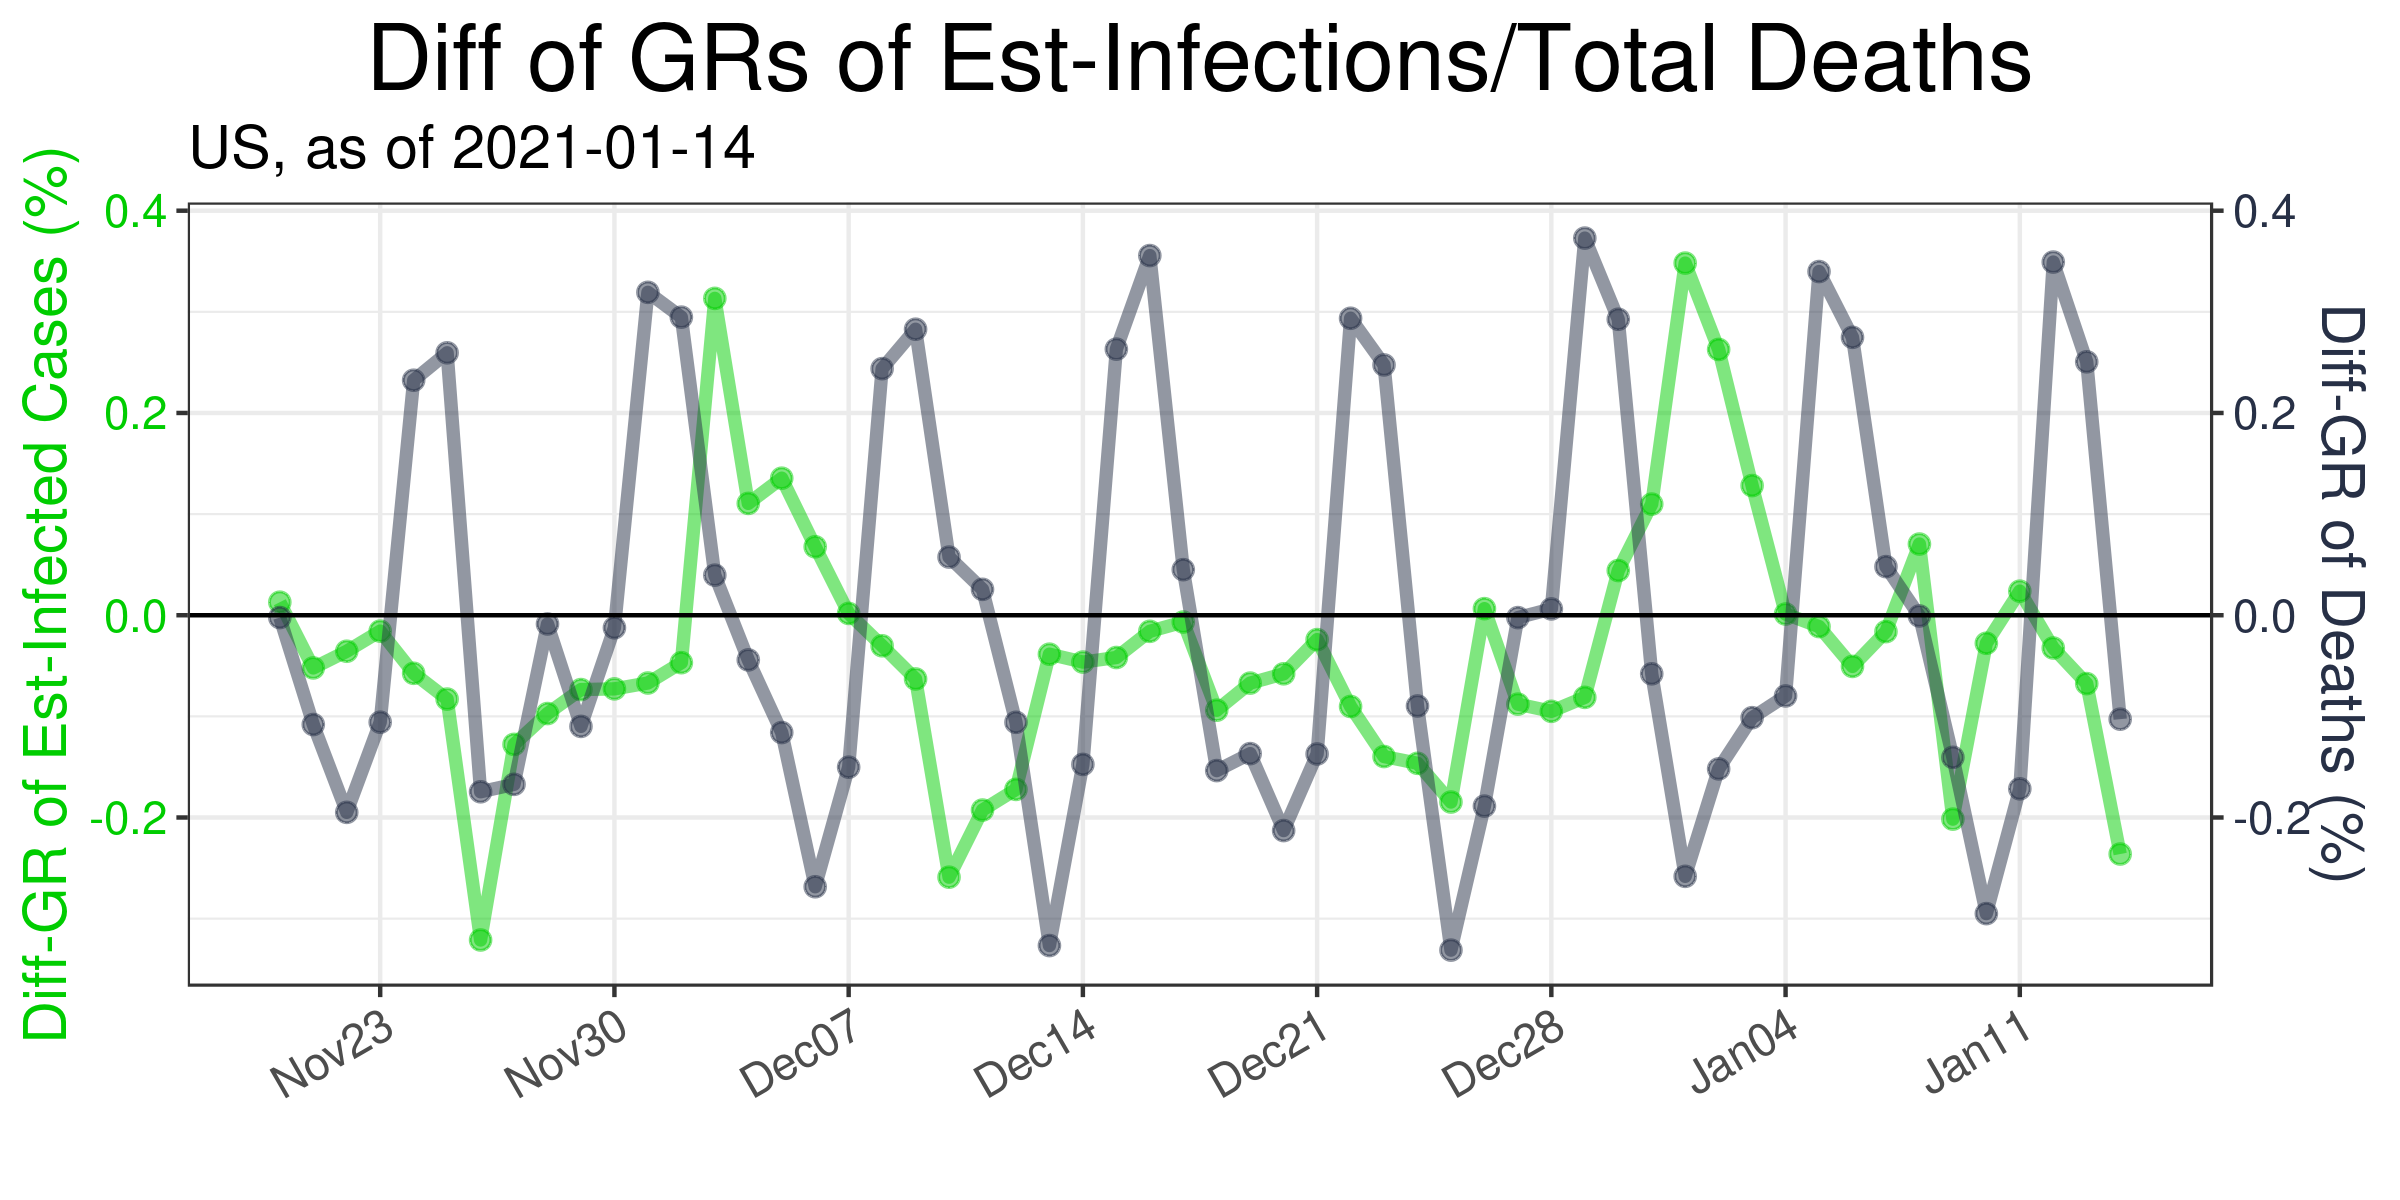 Diff of GRs of Est-Infections/Total Deaths
US, as of 2021-01-14
Diff-GR of Est-Infected Cases (%)
0.4
0.2
0.0
-0.2
0.4
0.2
0.0
-0.2
Diff-GR of Deaths (%)
Nov23
Nov30
Dec07
Dec14
Dec21
Dec28
Jan04
Jan11